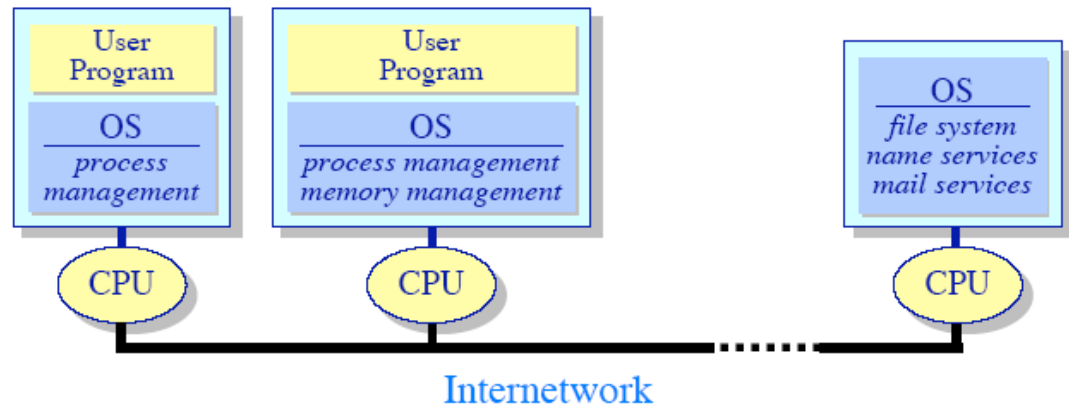 User
Program
OS
process
management
CPU
User
Program
OS
process management
memory management
CPU
OS
file system
name services
mail services
CPU
Internetwork